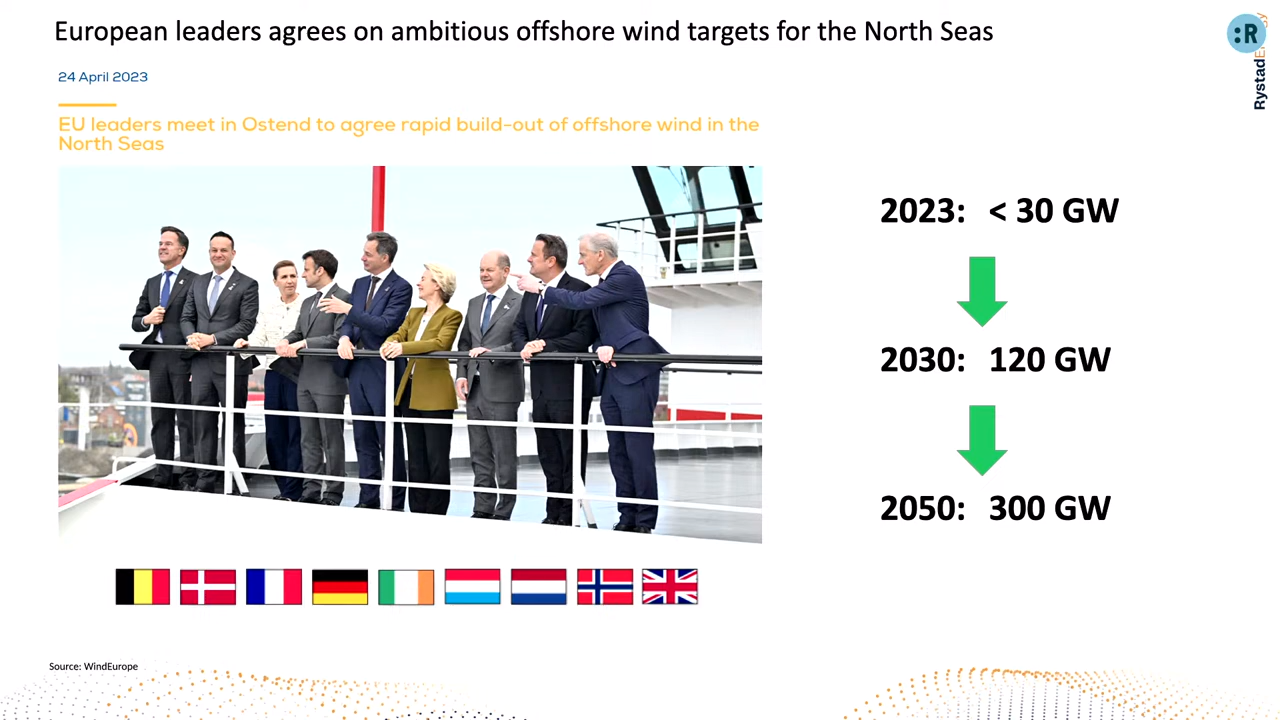 European leaders agrees on ambitious offshore wind targets for the North Seas
24 April 2023
EU leaders meet in Ostend to agree rapid build-out of offshore wind in the
North Seas
2023: < 30 GW
2030: 120 GW
2050: 300 GW
Source: WindEurope
:R
RystadEnergy